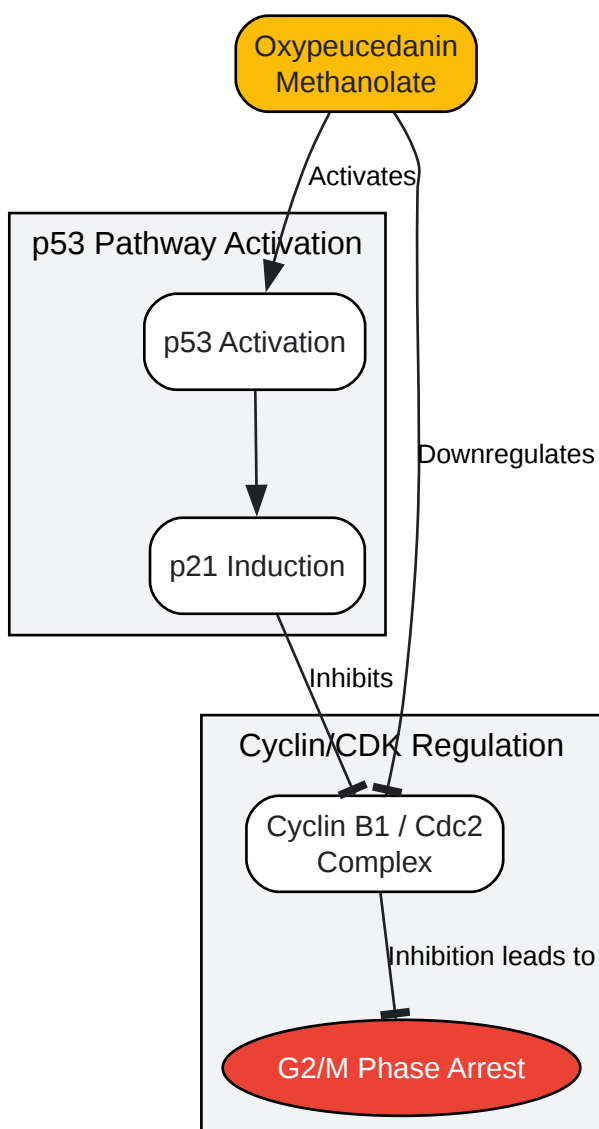 Oxypeucedanin
Methanolate
Activates
p53 Pathway Activation
p53 Activation
Downregulates
p21 Induction
Inhibits
Cyclin/CDK Regulation
Cyclin B1 / Cdc2
Complex
Inhibition leads to
G2/M Phase Arrest